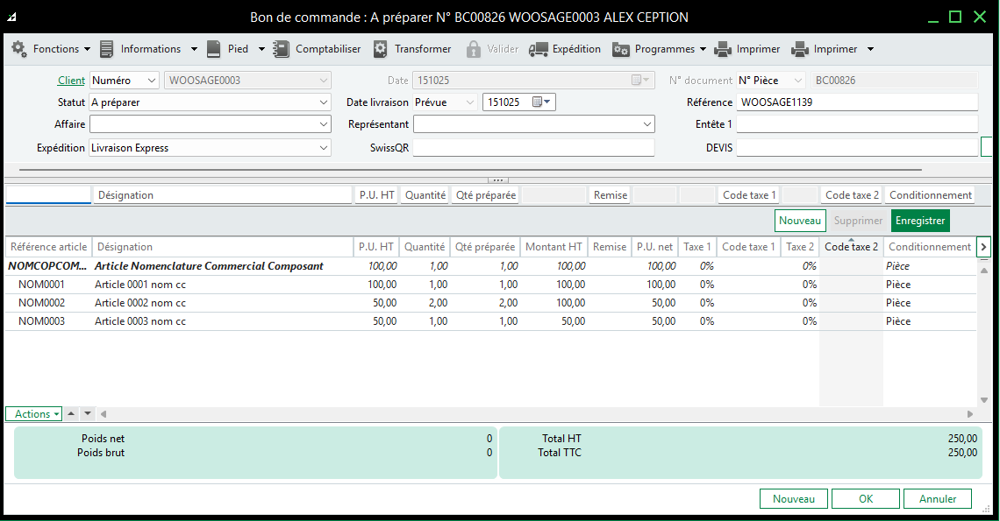 Bon de commande : A préparer N° BC00826 WOOSAGE0003 ALEX CEPTION
Fonctions Informations Pied Comptabiliser Transformer Valider Expédition Programmes Imprimer Imprimer
Client Numéro WOOSAGE0003 Date 151025 N° document N° Pièce BC00826
Statut A préparer Date livraison Prévue 151025 Référence WOOSAGE1139
Affaire Représentant Entête 1
Expédition Livraison Express SwissQR DEVIS
Désignation P.U. HT Quantité Qté préparée Remise Code taxe 1 Code taxe 2 Conditionnement
Nouveau Supprimer Enregistrer
Référence article Désignation P.U. HT Quantité Qté préparée Montant HT Remise P.U. net Taxe 1 Code taxe 1 Taxe 2 Code taxe 2 Conditionnement
NOMCOPCOM... Article Nomenclature Commercial Composant 100,00 1,00 1,00 100,00 100,00 0% 0% Pièce
NOM0001 Article 0001 nom cc 100,00 1,00 1,00 100,00 100,00 0% 0% Pièce
NOM0002 Article 0002 nom cc 50,00 2,00 2,00 100,00 50,00 0% 0% Pièce
NOM0003 Article 0003 nom cc 50,00 1,00 1,00 50,00 50,00 0% 0% Pièce
Actions
Poids net 0 Total HT 250,00
Poids brut 0 Total TTC 250,00
Nouveau OK Annuler